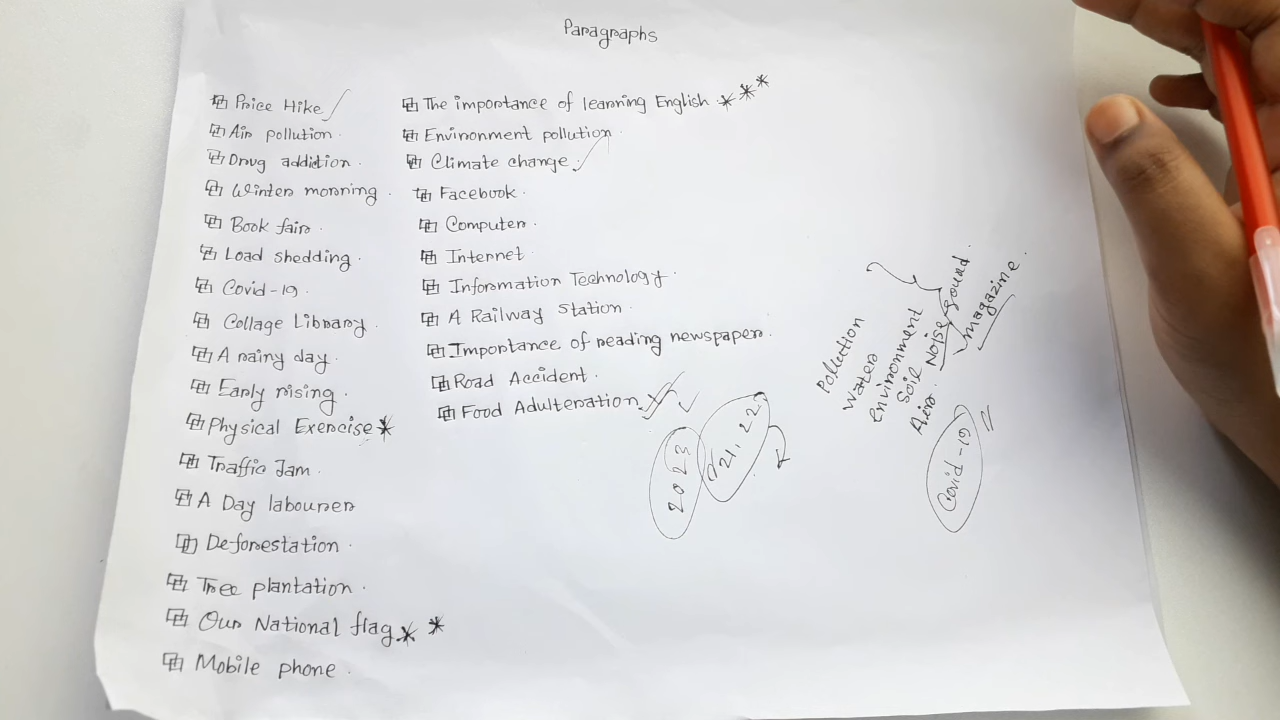 Paragraphs
Price Hike
Air pollution.
Drug addiction.
Winter morning.
Book fair.
Load shedding.
Covid-19.
Collage Library.
A rainy day.
Early rising.
Physical Exercise *
Traffic Jam.
A Day labourer
Deforestation.
Tree plantation.
Our National flag * *
Mobile phone.
The importance of learning English ***
Environment pollution.
Climate change.
Facebook.
Computer.
Internet.
Information Technology.
A Railway Station.
Importance of reading newspaper.
Road Accident.
Food Adulteration.
2023
21, 22
Pollution
Water
Environment
Soil Noise, Sound.
Air.
magazine.
Covid-19